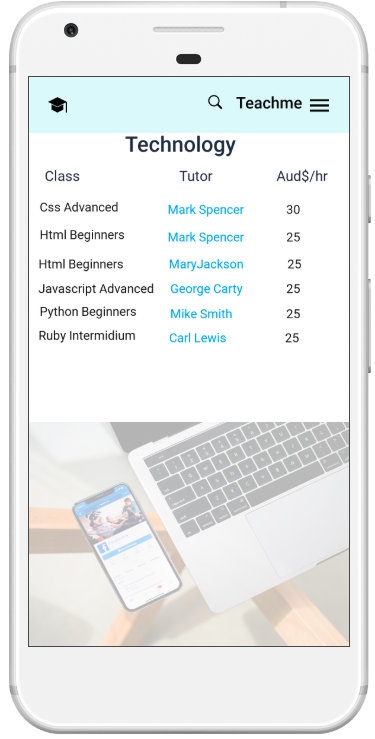 Teachme
Technology
Class Tutor Aud$/hr
Css Advanced Mark Spencer 30
Html Beginners Mark Spencer 25
Html Beginners MaryJackson 25
Javascript Advanced George Carty 25
Python Beginners Mike Smith 25
Ruby Intermidium Carl Lewis 25